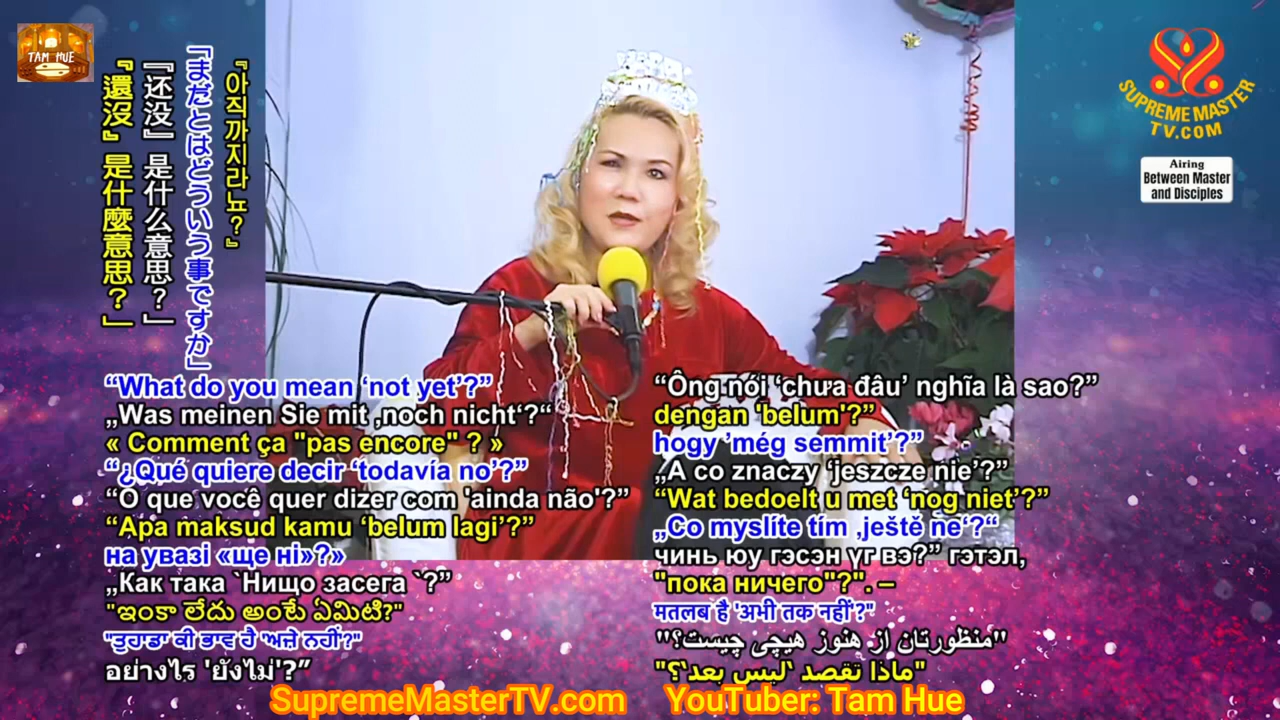 TAM HUE
『아직까지라뇨?』
「まだとはどういう事ですか」
『还没』是什么意思?」
『還沒』是什麼意思?」
SUPREME MASTER
TV.COM
Airing
Between Master
and Disciples
“What do you mean ‘not yet’?”
„Was meinen Sie mit ‚noch nicht‘?“
« Comment ça "pas encore" ? »
“¿Qué quiere decir ‘todavía no’?”
“O que você quer dizer com 'ainda não'?”
“Apa maksud kamu ‘belum lagi’?”
на увазі «ще ні»?»
„Как така `Нищо засега `?”
"ఇంకా లేదు అంటే ఏమిటి?"
"ਤੁਹਾਡਾ ਕੀ ਭਾਵ ਹੈ 'ਅਜੇ ਨਹੀਂ?"
อย่างไร 'ยังไม่'?”
“Ông nói ‘chưa đâu’ nghĩa là sao?”
dengan 'belum'?”
hogy ’még semmit’?”
„A co znaczy ‘jeszcze nie’?”
“Wat bedoelt u met ‘nog niet’?”
„Co myslíte tím ‚ještě ne‘?“
чинь юу гэсэн үг вэ?” гэтэл,
"пока ничего"?". –
मतलब है 'अभी तक नहीं'?"
"منظورتان از هنوز هیچی چیست؟"
"ماذا تقصد 'ليس بعد'؟"
SupremeMasterTV.com
YouTuber: Tam Hue